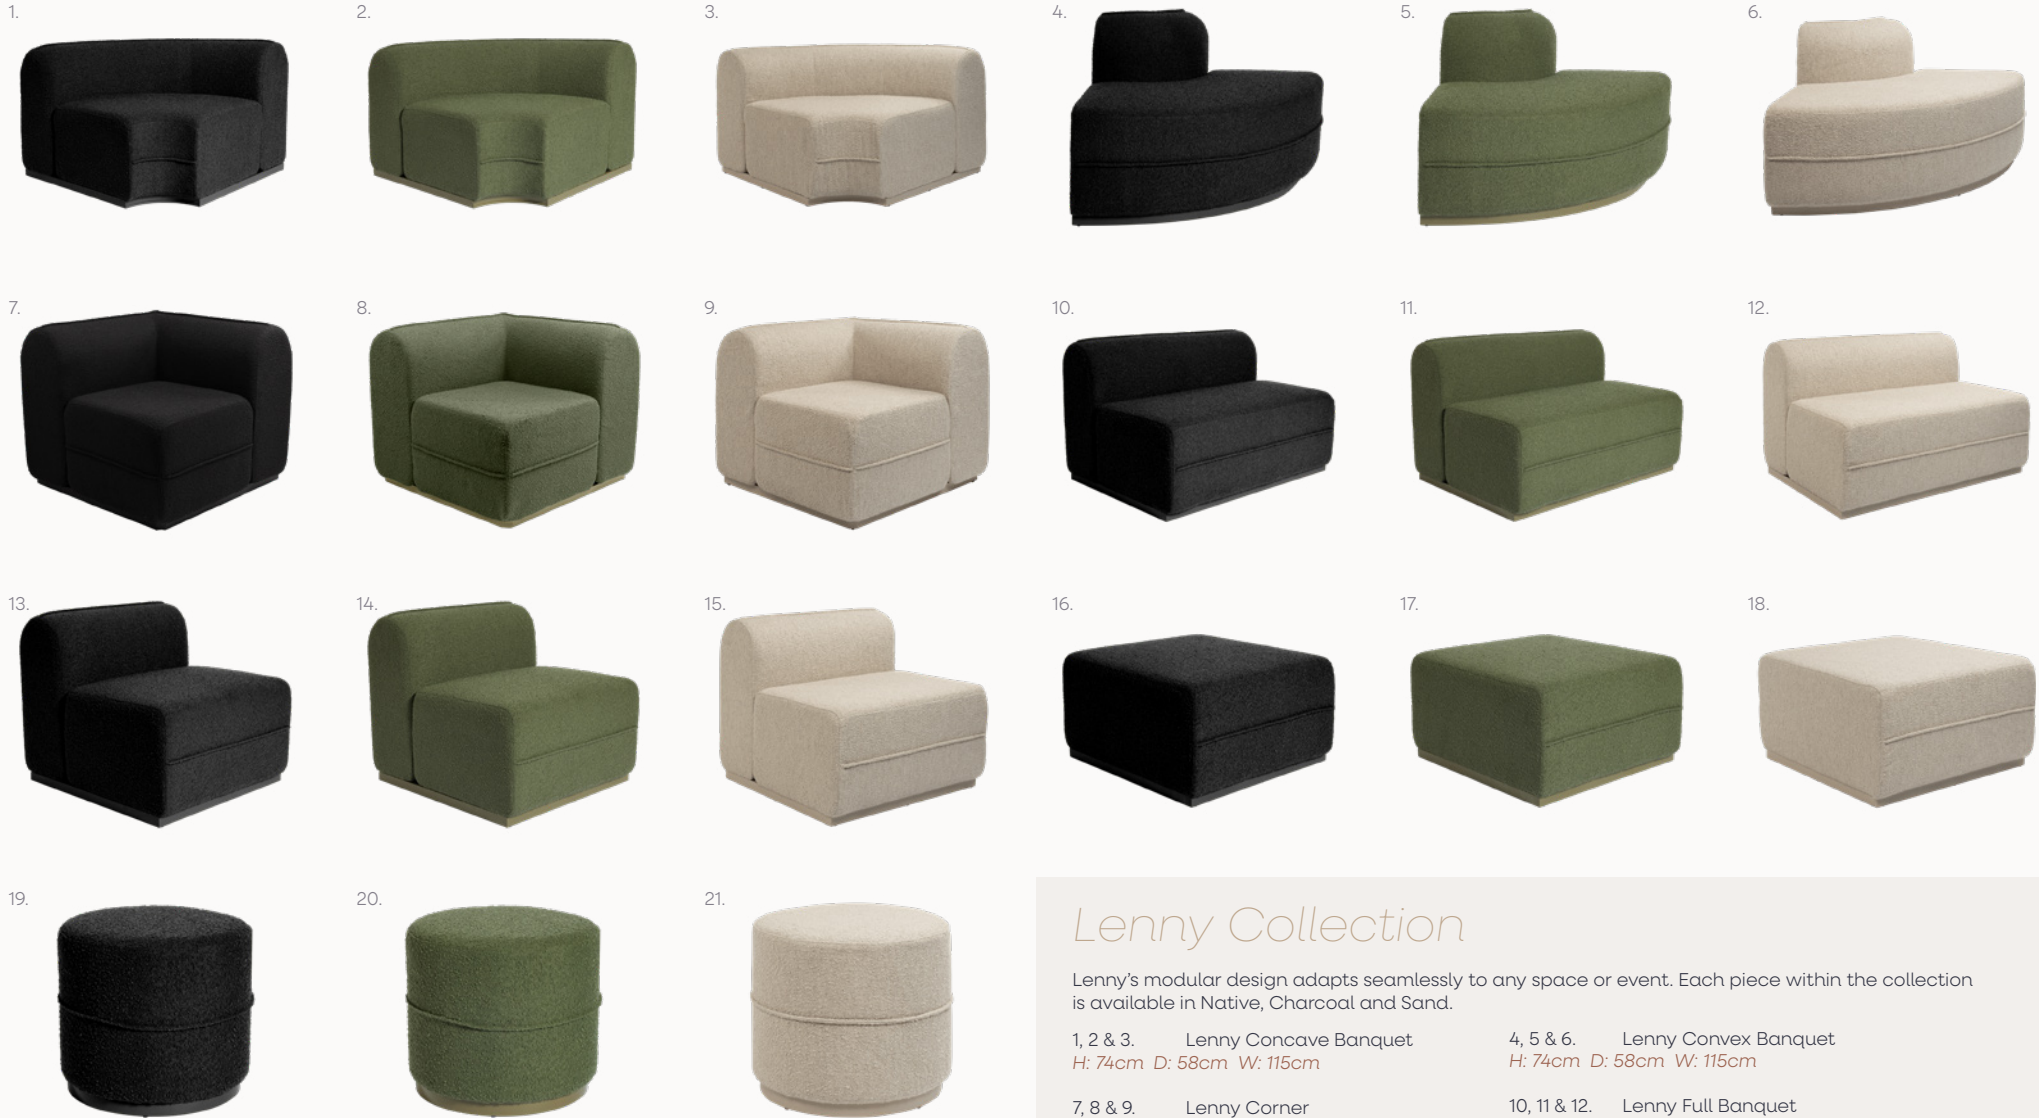 1.
2.
3.
4.
5.
6.
7.
8.
9.
10.
11.
12.
13.
14.
15.
16.
17.
18.
19.
20.
21.
Lenny Collection
Lenny's modular design adapts seamlessly to any space or event. Each piece within the collection
is available in Native, Charcoal and Sand.
1, 2 & 3. Lenny Concave Banquet
H: 74cm D: 58cm W: 115cm
4, 5 & 6. Lenny Convex Banquet
H: 74cm D: 58cm W: 115cm
7, 8 & 9. Lenny Corner
10, 11 & 12. Lenny Full Banquet